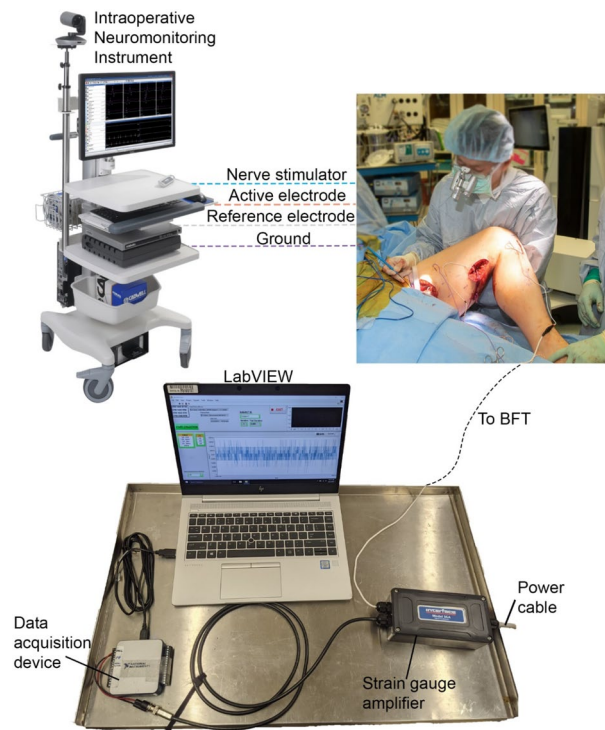 Intraoperative
Neuromonitoring
Instrument
Nerve stimulator
Active electrode
Reference electrode
Ground
LabVIEW
To BFT
Power
cable
Data
acquisition
device
Strain gauge
amplifier
interface